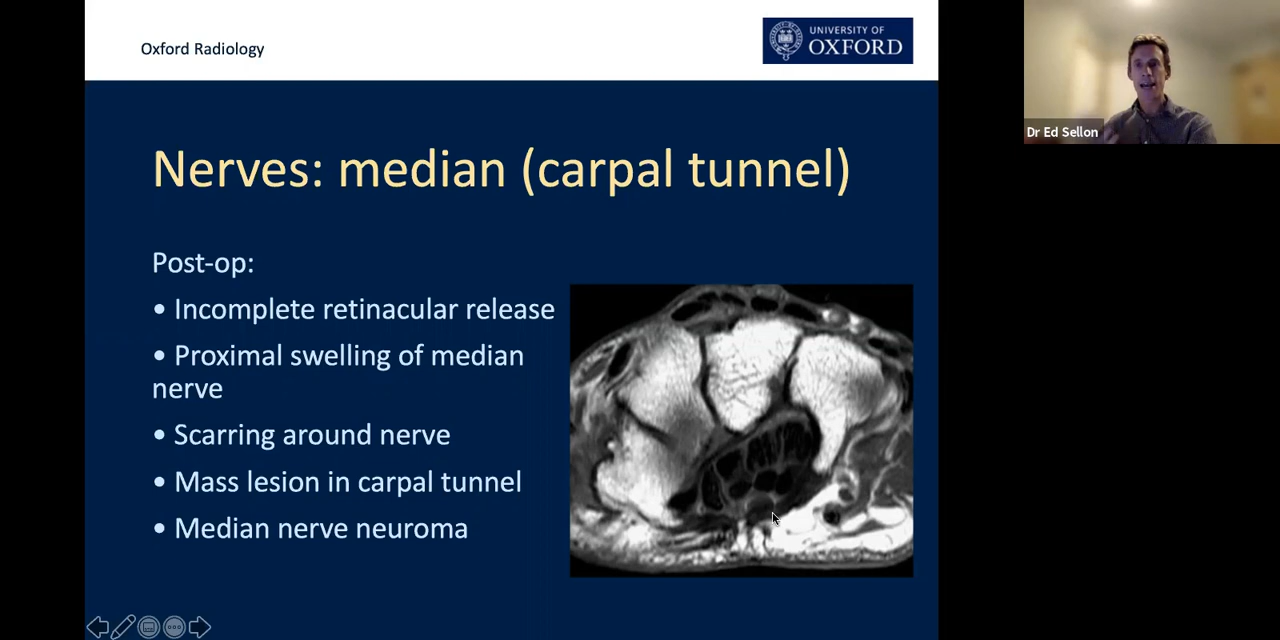 Oxford Radiology
UNIVERSITY OF
OXFORD
Dr Ed Sellon
Nerves: median (carpal tunnel)
Post-op:
• Incomplete retinacular release
• Proximal swelling of median
nerve
• Scarring around nerve
• Mass lesion in carpal tunnel
• Median nerve neuroma